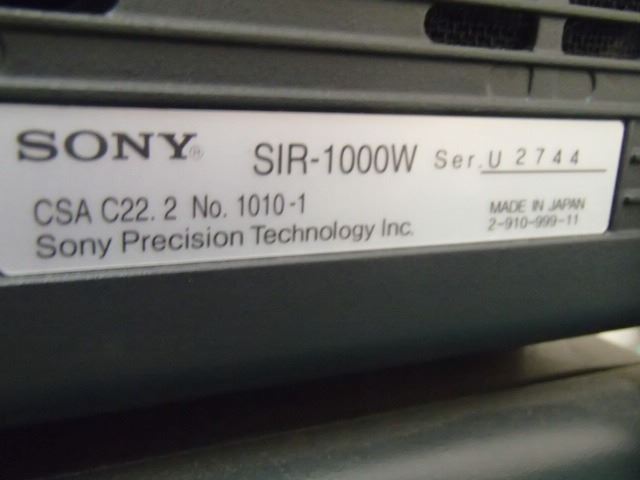 SONY® SIR-1000W Ser. U 2744
CSA C22. 2 No. 1010-1
Sony Precision Technology Inc.
MADE IN JAPAN
2-910-999-11